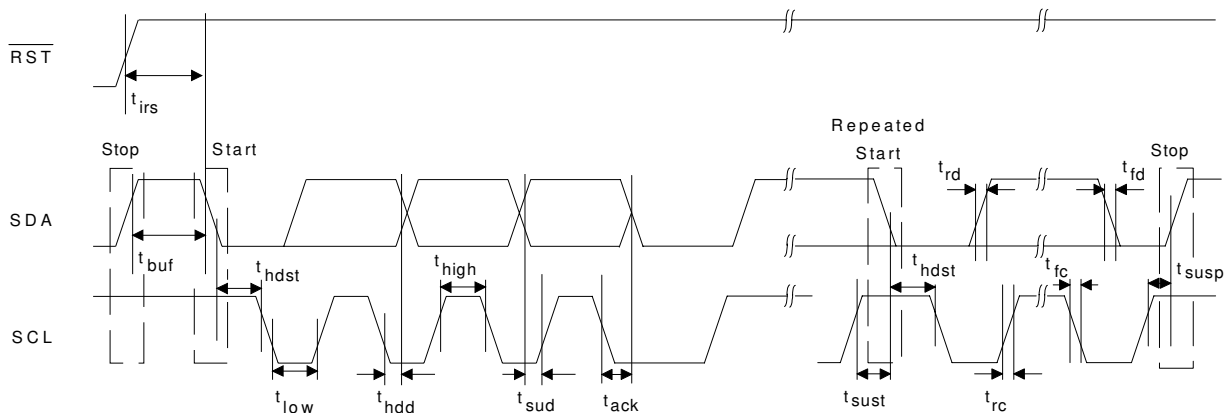 RST
t irs
Repeated
Stop Start Start Stop
t rd t fd
SDA
t buf t hdst t high t hdst t fc t susp
SCL
t low t hdd t sud t ack t sust t rc